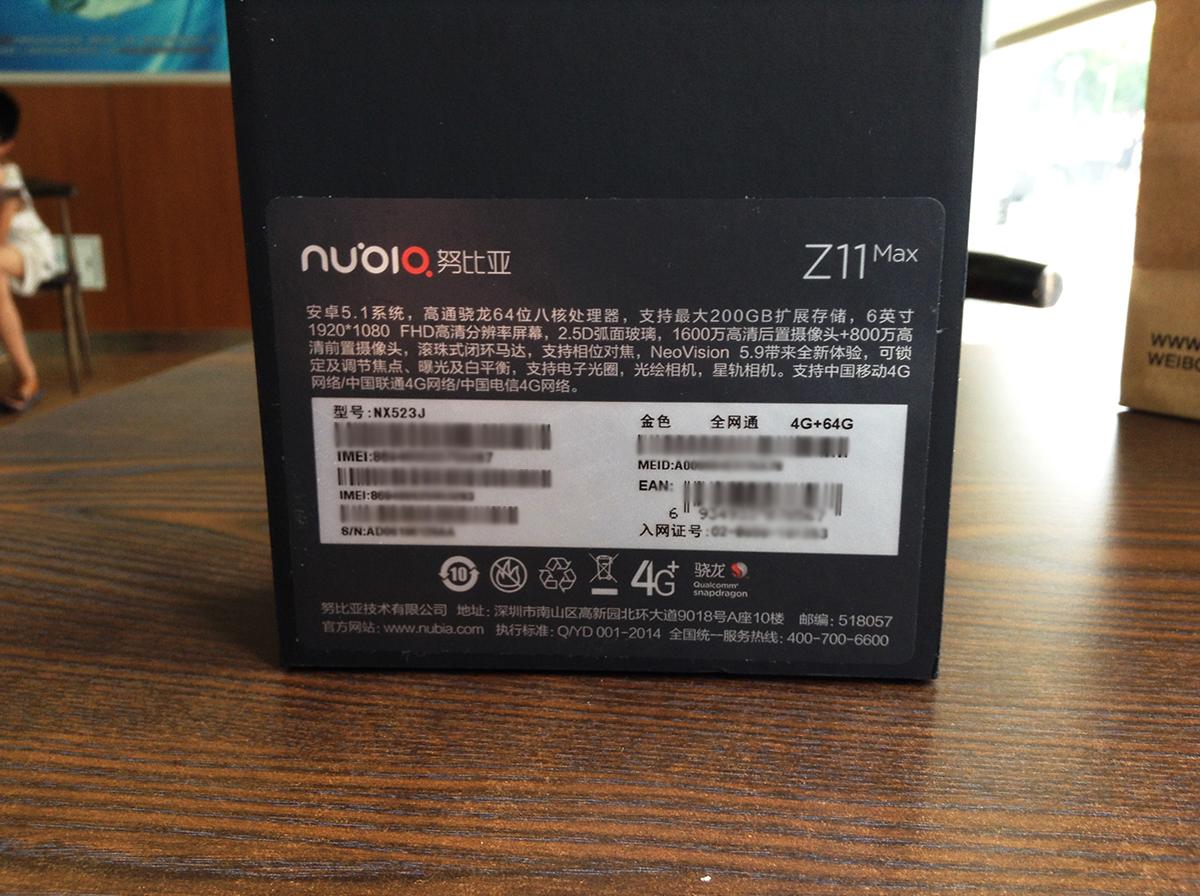 nubia 努比亚
Z11 Max
安卓5.1系统，高通骁龙64位八核处理器，支持最大200GB扩展存储，6英寸
1920*1080 FHD高清分辨率屏幕，2.5D弧面玻璃，1600万高清后置摄像头+800万高
清前置摄像头，滚珠式闭环马达，支持相位对焦，NeoVision 5.9带来全新体验，可锁
定及调节焦点、曝光及白平衡，支持电子光圈，光绘相机，星轨相机。支持中国移动4G
网络/中国联通4G网络/中国电信4G网络。
型号:NX523J
金色 全网通 4G+64G
IMEI:
MEID:A00
IMEI:
EAN:
6
S/N:
入网证号:
10
4G+
骁龙
Qualcomm
snapdragon
努比亚技术有限公司 地址: 深圳市南山区高新园北环大道9018号A座10楼 邮编: 518057
官方网站: www.nubia.com 执行标准: Q/YD 001-2014 全国统一服务热线: 400-700-6600
WWW
WEIBO